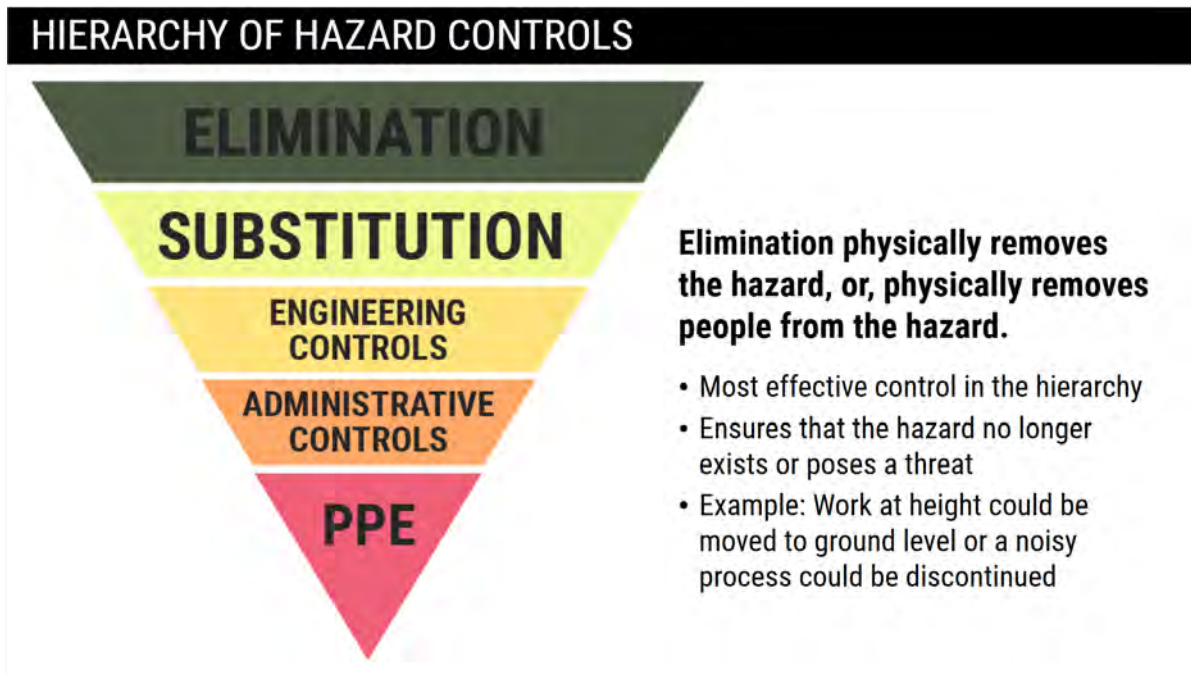 HIERARCHY OF HAZARD CONTROLS
ELIMINATION
SUBSTITUTION
ENGINEERING
CONTROLS
ADMINISTRATIVE
CONTROLS
PPE
Elimination physically removes
the hazard, or, physically removes
people from the hazard.
• Most effective control in the hierarchy
• Ensures that the hazard no longer
exists or poses a threat
• Example: Work at height could be
moved to ground level or a noisy
process could be discontinued